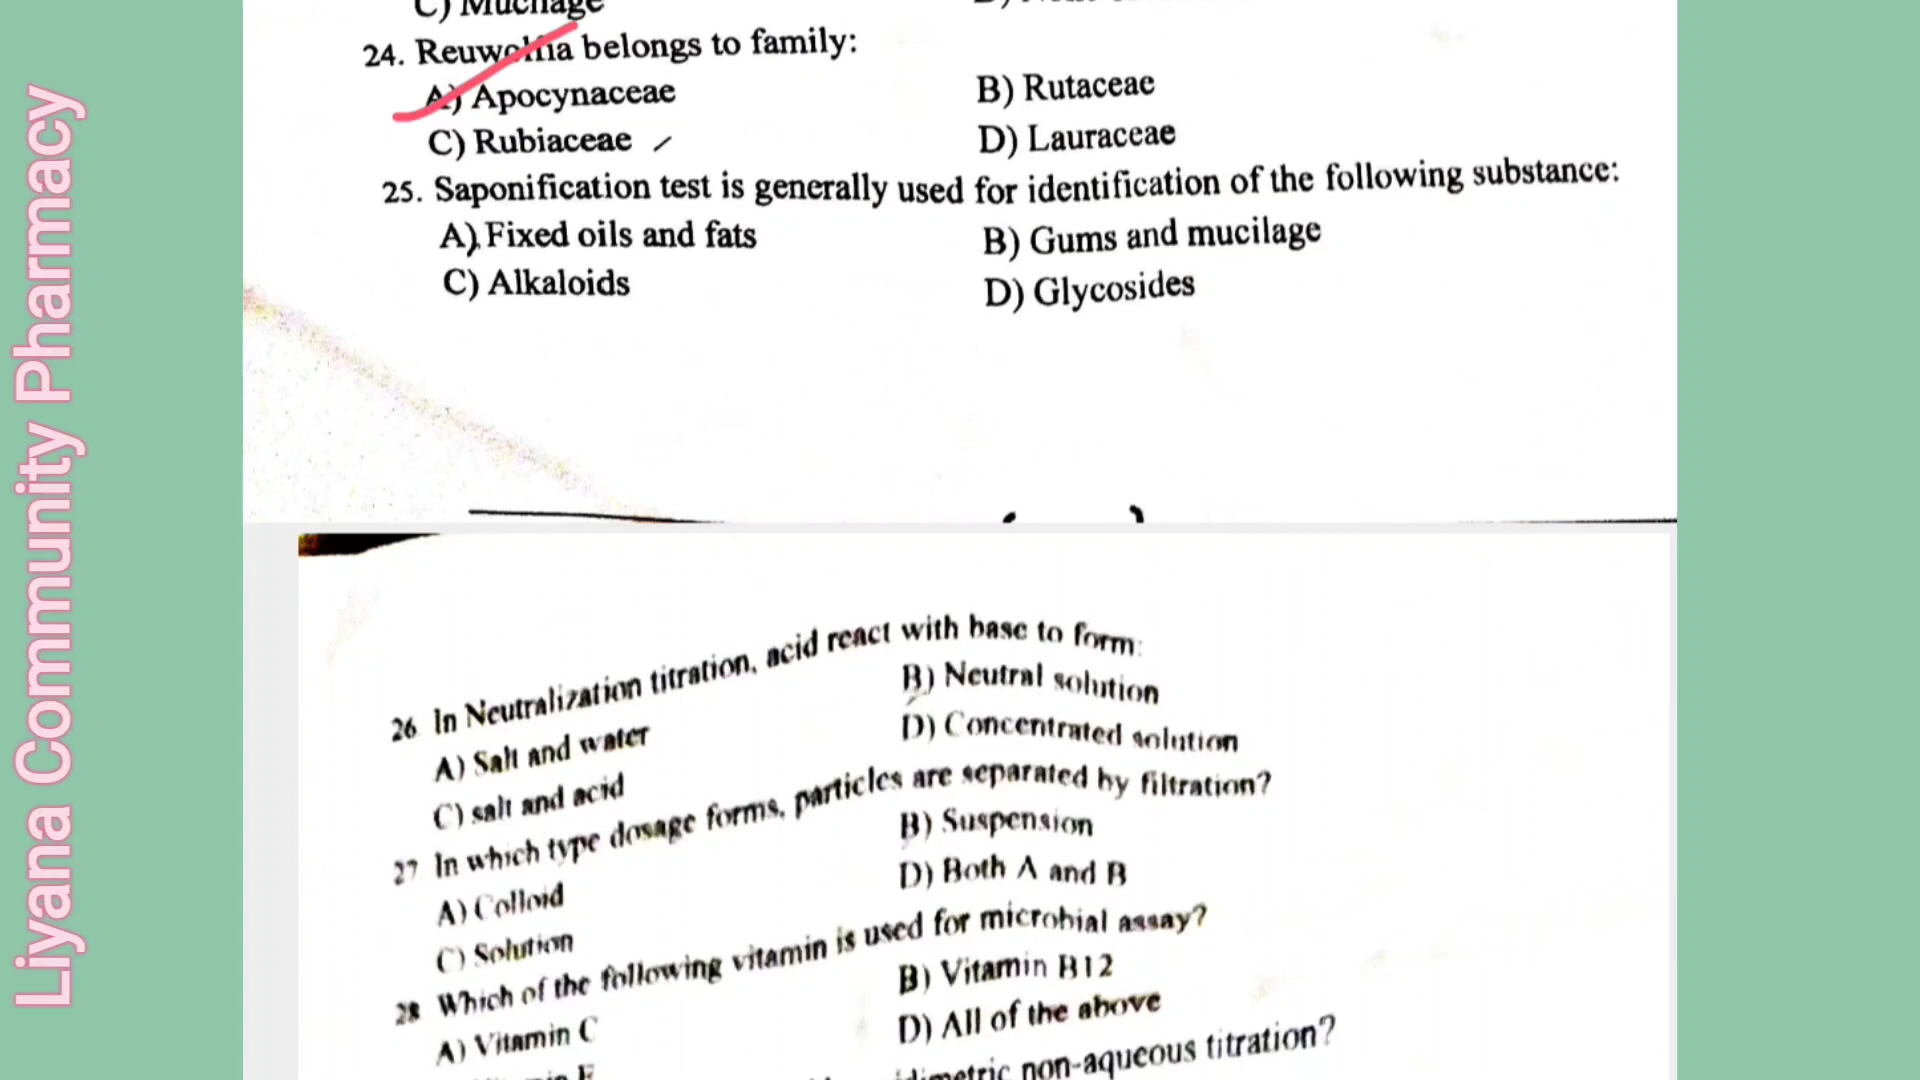 Liyana Community Pharmacy
C) Mucilage
24. Reuwolfia belongs to family:
A) Apocynaceae
B) Rutaceae
C) Rubiaceae
D) Lauraceae
25. Saponification test is generally used for identification of the following substance:
A) Fixed oils and fats
B) Gums and mucilage
C) Alkaloids
D) Glycosides
26 In Neutralization titration, acid react with base to form:
A) Salt and water
B) Neutral solution
C) salt and acid
D) Concentrated solution
27 In which type dosage forms, particles are separated by filtration?
A) Colloid
B) Suspension
C) Solution
D) Both A and B
28 Which of the following vitamin is used for microbial assay?
A) Vitamin C
B) Vitamin B12
D) All of the above
non-aqueous titration?